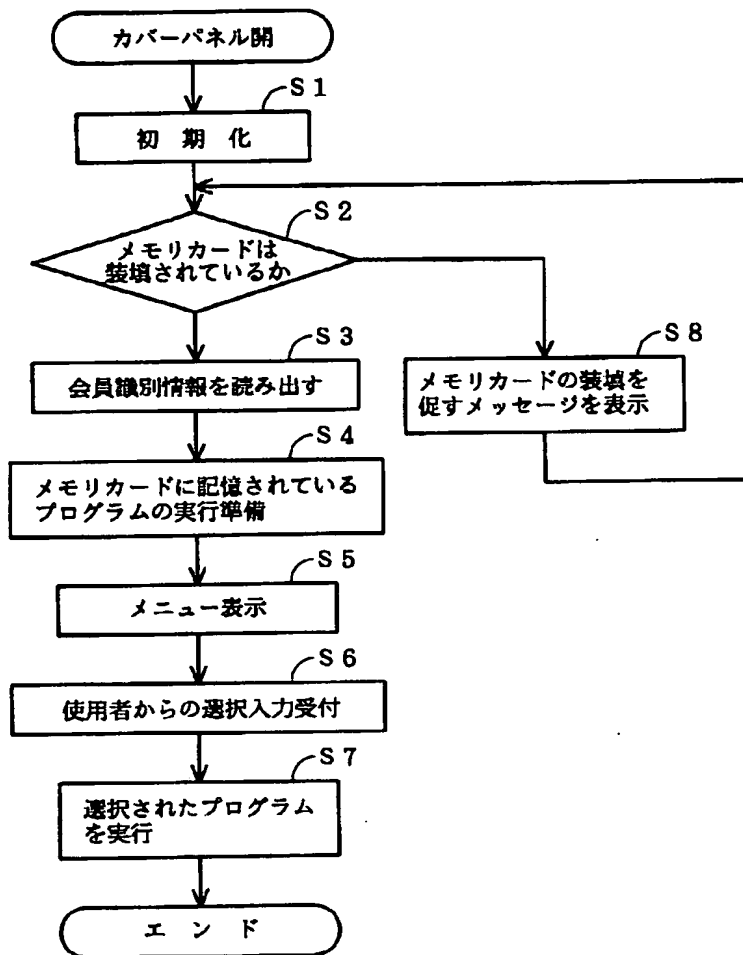 カバーパネル開
S1
初期化
S2
メモリカードは
装填されているか
S3
会員識別情報を読み出す
S8
メモリカードの装填を
促すメッセージを表示
S4
メモリカードに記憶されている
プログラムの実行準備
S5
メニュー表示
S6
使用者からの選択入力受付
S7
選択されたプログラム
を実行
エンド